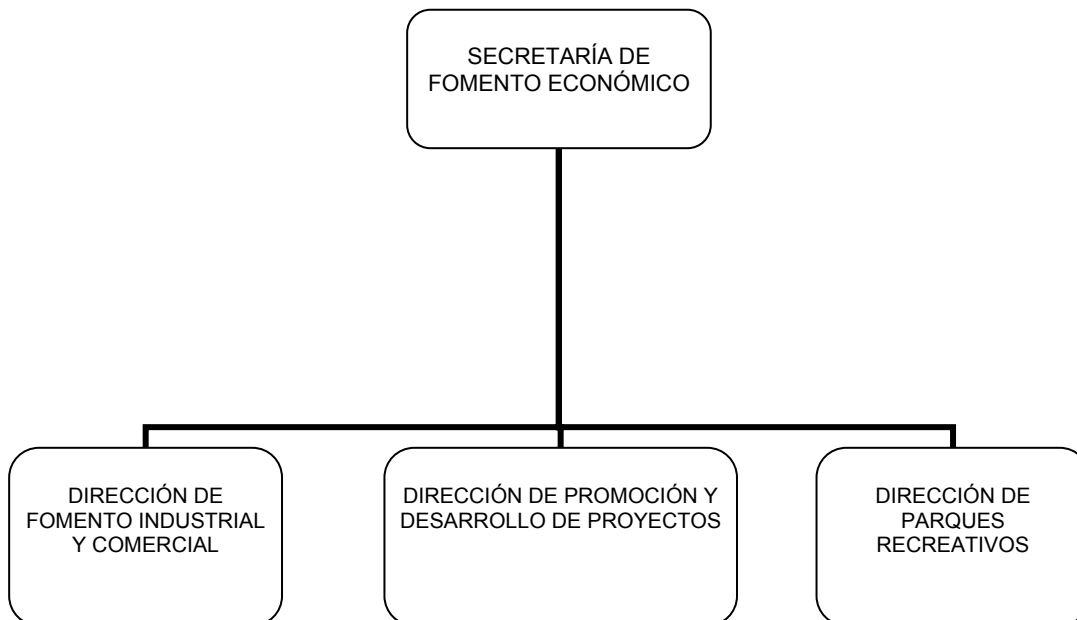 SECRETARÍA DE
FOMENTO ECONÓMICO
DIRECCIÓN DE
FOMENTO INDUSTRIAL
Y COMERCIAL
DIRECCIÓN DE PROMOCIÓN Y
DESARROLLO DE PROYECTOS
DIRECCIÓN DE
PARQUES
RECREATIVOS